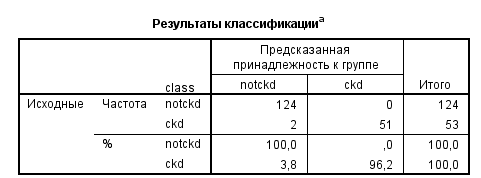 Результаты классификацииа
Предсказанная
принадлежность к группе
class notckd ckd Итого
Исходные Частота notckd 124 0 124
ckd 2 51 53
% notckd 100,0 ,0 100,0
ckd 3,8 96,2 100,0